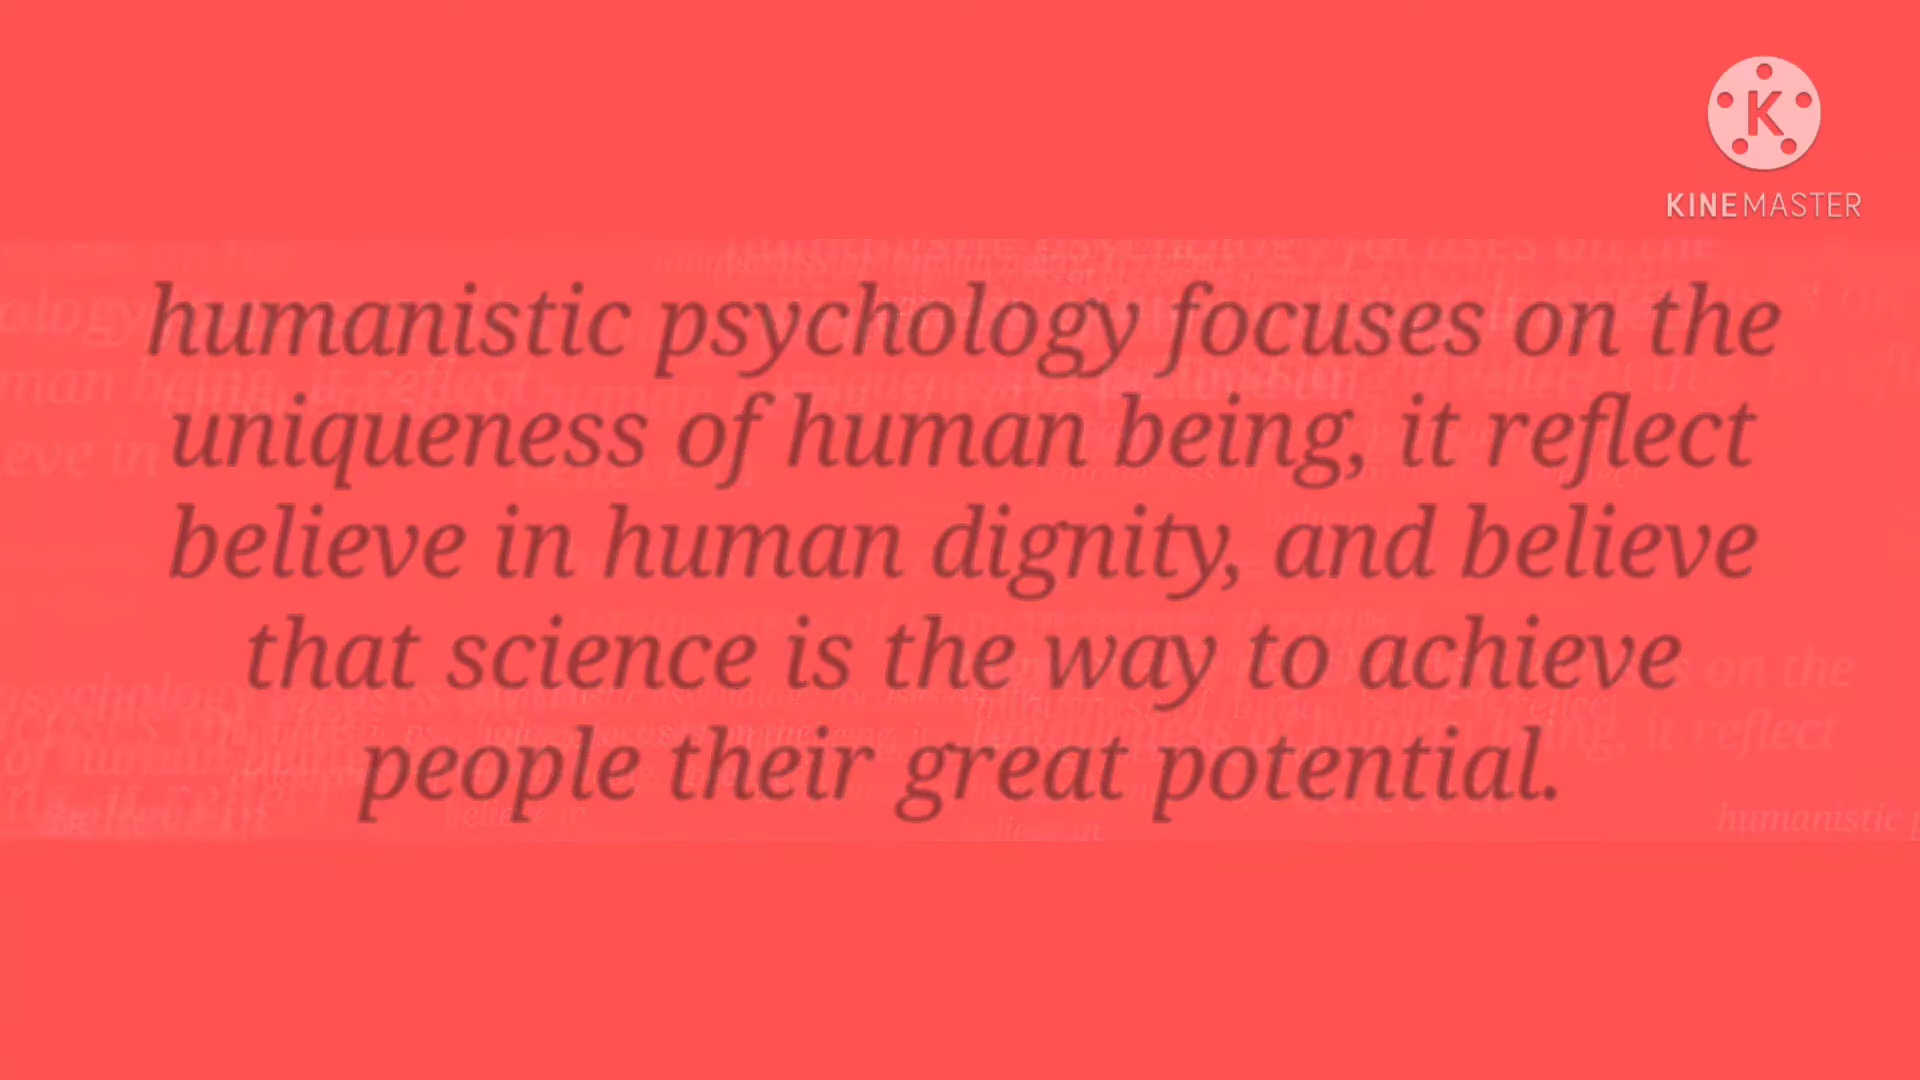 KINEMASTER
humanistic psychology focuses on the
uniqueness of human being, it reflect
believe in human dignity, and believe
that science is the way to achieve
people their great potential.